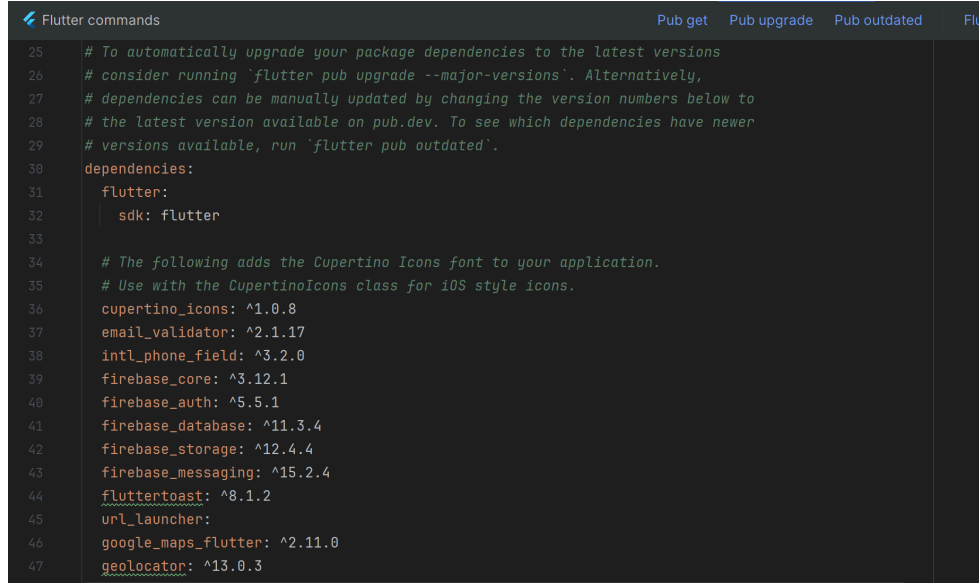 Flutter commands Pub get Pub upgrade Pub outdated Flu
25 # To automatically upgrade your package dependencies to the latest versions
26 # consider running `flutter pub upgrade --major-versions`. Alternatively,
27 # dependencies can be manually updated by changing the version numbers below to
28 # the latest version available on pub.dev. To see which dependencies have newer
29 # versions available, run `flutter pub outdated`.
30 dependencies:
31 flutter:
32 sdk: flutter
33
34 # The following adds the Cupertino Icons font to your application.
35 # Use with the CupertinoIcons class for iOS style icons.
36 cupertino_icons: ^1.0.8
37 email_validator: ^2.1.17
38 intl_phone_field: ^3.2.0
39 firebase_core: ^3.12.1
40 firebase_auth: ^5.5.1
41 firebase_database: ^11.3.4
42 firebase_storage: ^12.4.4
43 firebase_messaging: ^15.2.4
44 fluttertoast: ^8.1.2
45 url_launcher:
46 google_maps_flutter: ^2.11.0
47 geolocator: ^13.0.3